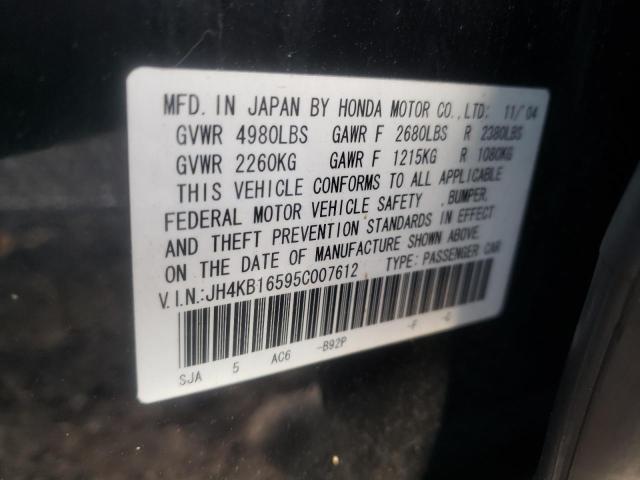 MFD. IN JAPAN BY HONDA MOTOR CO.,LTD: 11/'04
GVWR 4980LBS GAWR F 2680LBS R 2380LBS
GVWR 2260KG GAWR F 1215KG R 1080KG
THIS VEHICLE CONFORMS TO ALL APPLICABLE
FEDERAL MOTOR VEHICLE SAFETY ,BUMPER,
AND THEFT PREVENTION STANDARDS IN EFFECT
ON THE DATE OF MANUFACTURE SHOWN ABOVE
V.I.N:JH4KB16595C007612 TYPE: PASSENGER CAR
SJA 5 AC6 -B92P -F -C